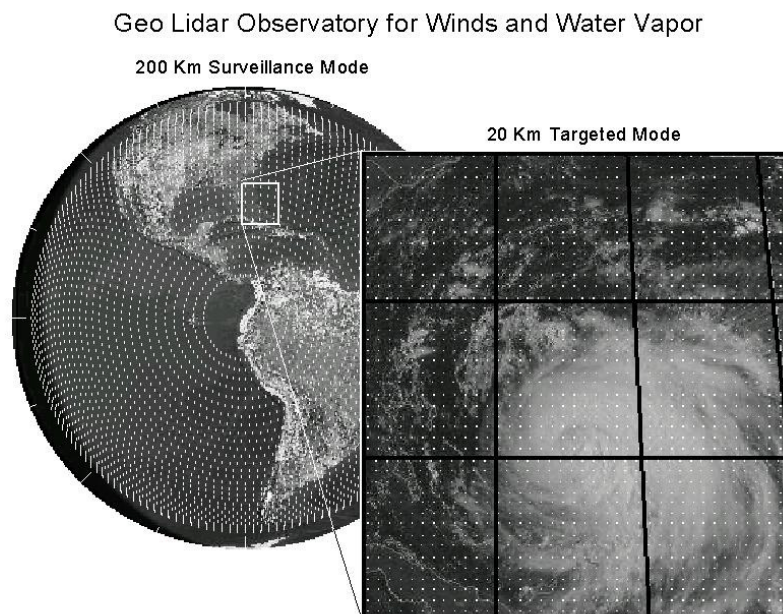 Geo Lidar Observatory for Winds and Water Vapor
200 Km Surveillance Mode
20 Km Targeted Mode